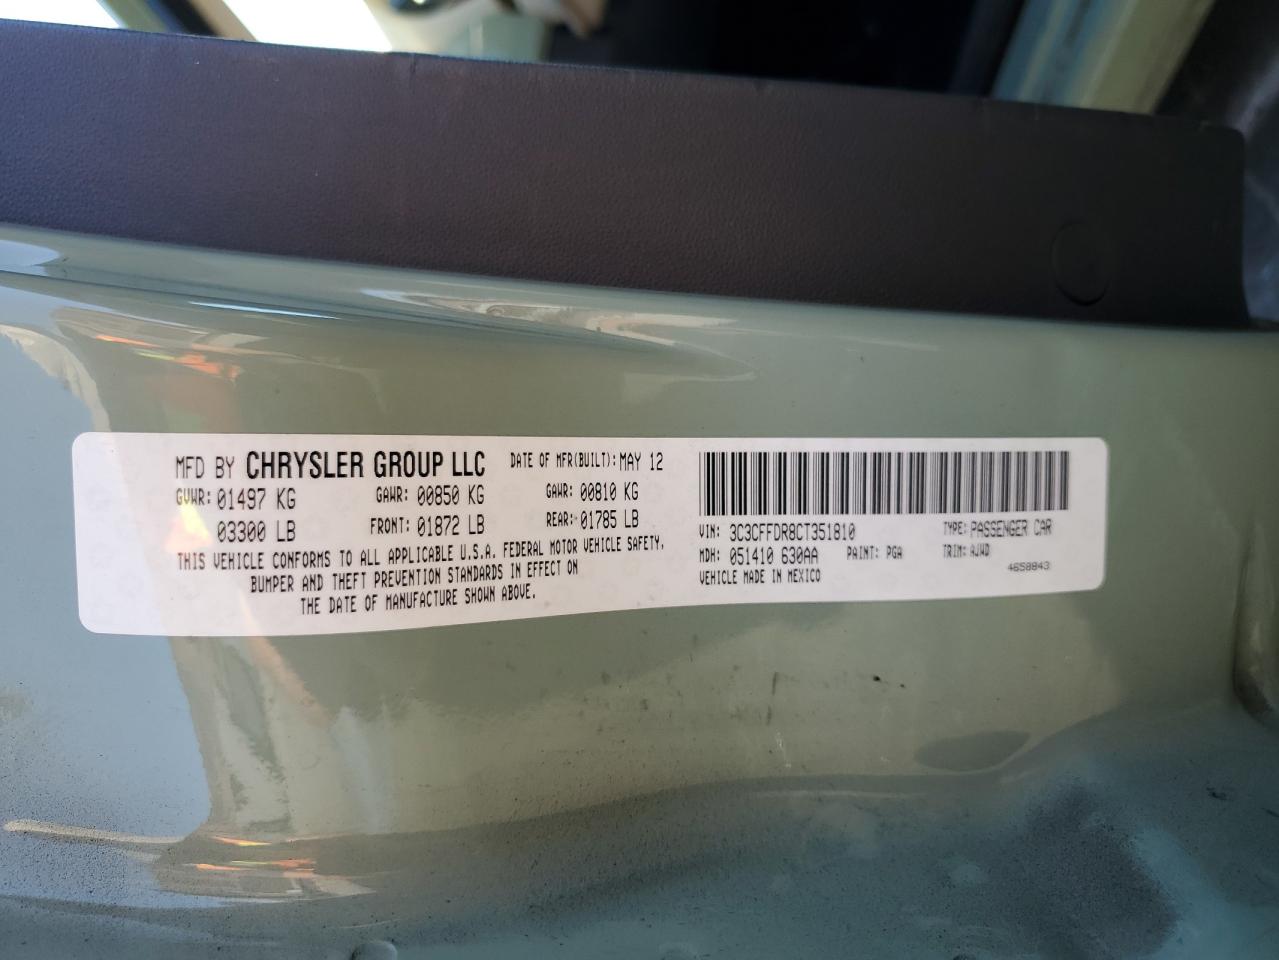 MFD BY CHRYSLER GROUP LLC DATE OF MFR(BUILT): MAY 12
GVWR: 01497 KG GAWR: 00850 KG GAWR: 00810 KG
03300 LB FRONT: 01872 LB REAR: 01785 LB
THIS VEHICLE CONFORMS TO ALL APPLICABLE U.S.A. FEDERAL MOTOR VEHICLE SAFETY,
BUMPER AND THEFT PREVENTION STANDARDS IN EFFECT ON
THE DATE OF MANUFACTURE SHOWN ABOVE.
VIN: 3C3CFFDR8CT351810 TYPE: PASSENGER CAR
MDH: 051410 630AA PAINT: PGA TRIM: AJWD
VEHICLE MADE IN MEXICO 4658843